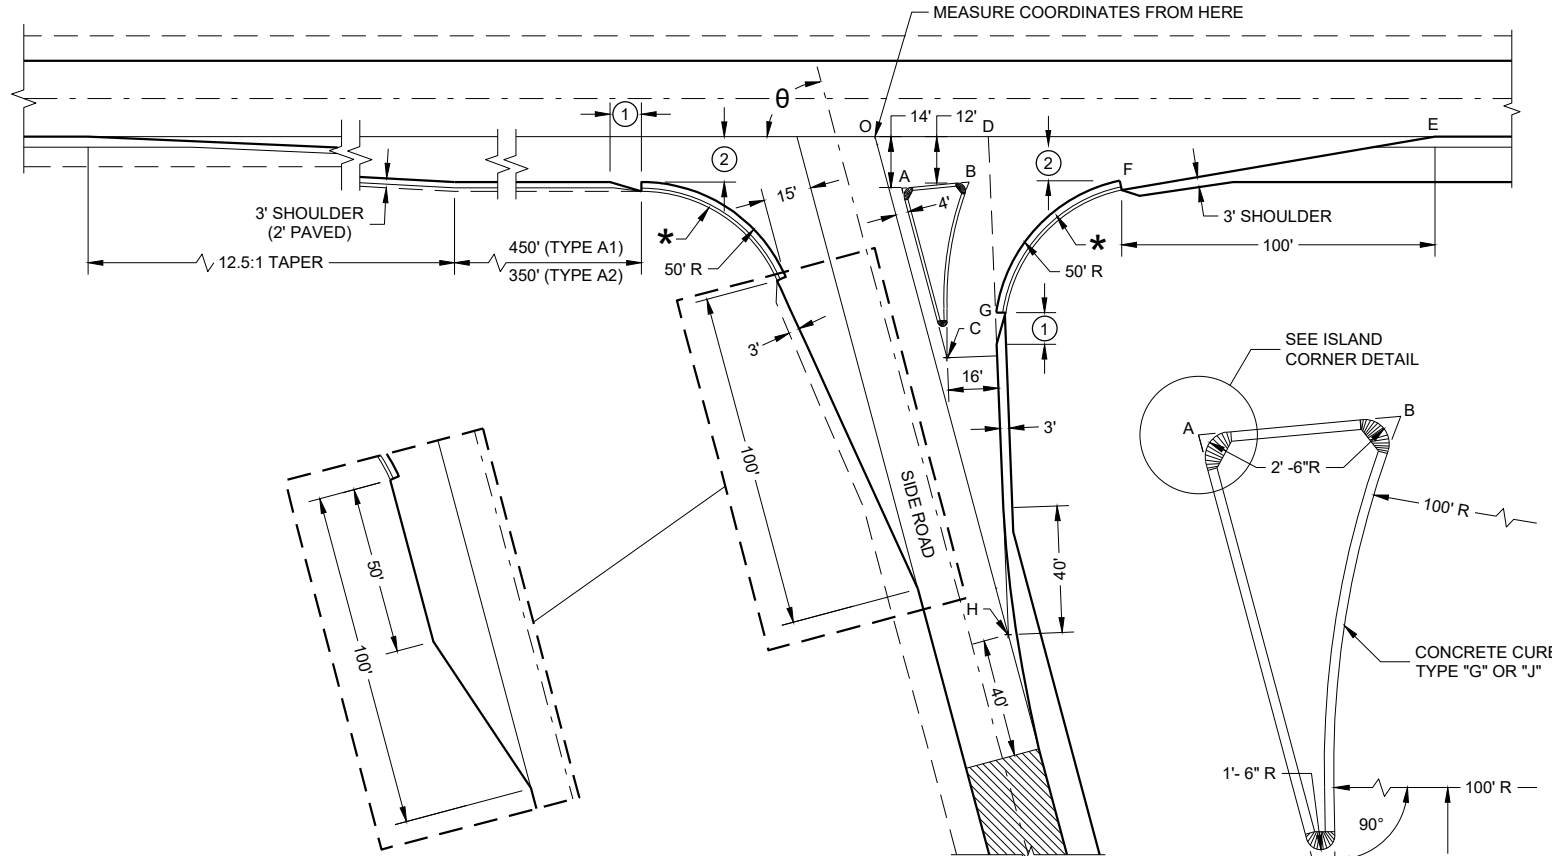 MEASURE COORDINATES FROM HERE
θ
1
O
14'
12'
D
E
2
2
A
B
F
15'
4'
3' SHOULDER
(2' PAVED)
*
*
3' SHOULDER
450' (TYPE A1)
12.5:1 TAPER
350' (TYPE A2)
50' R
50' R
100'
G
1
C
3'
16'
SEE ISLAND
CORNER DETAIL
A
B
3'
2' -6"R
100'
SIDE ROAD
100' R
50'
40'
H
100'
40'
CONCRETE CURB
TYPE "G" OR "J"
1'- 6" R
100' R
90°